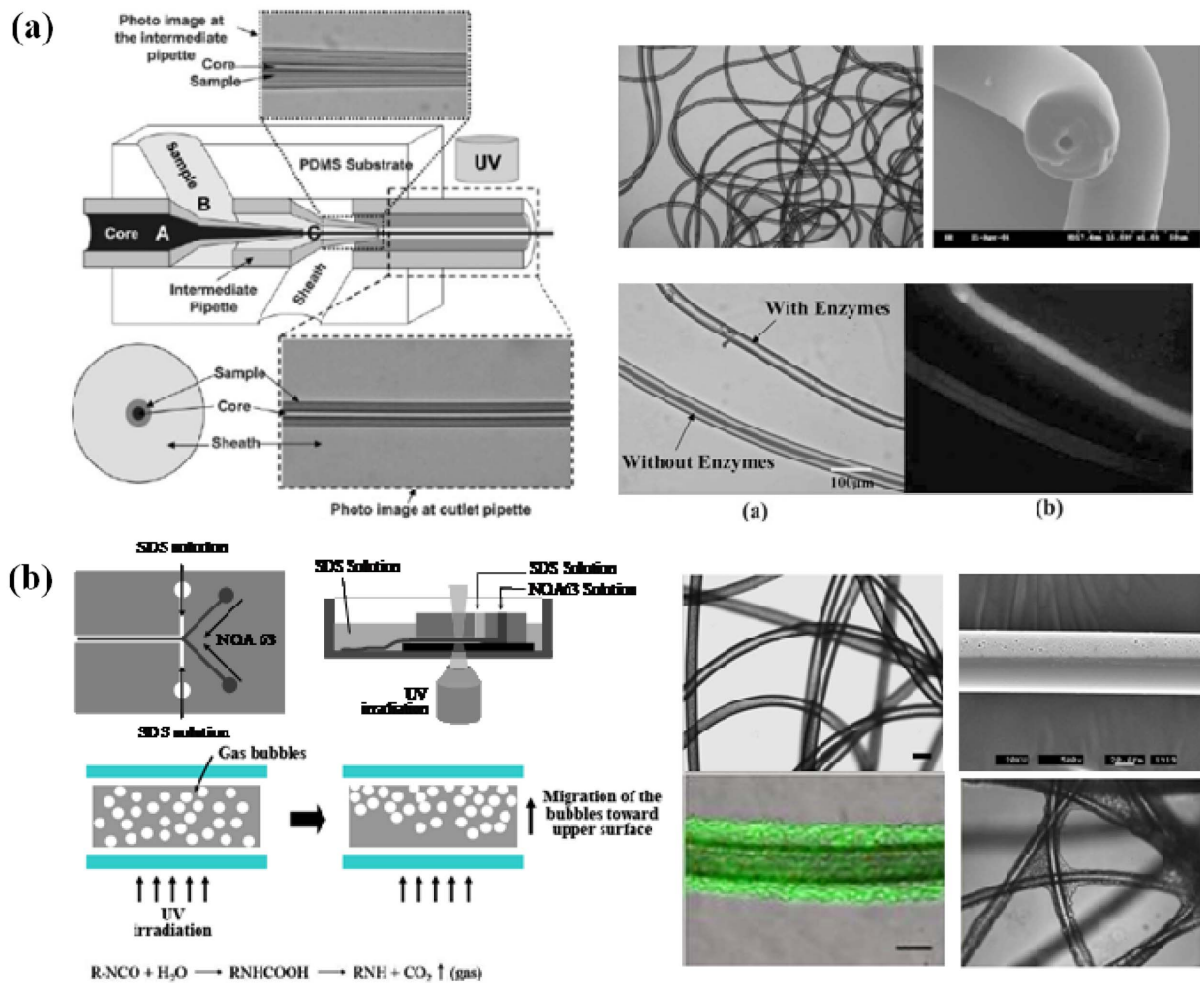 (a)
Photo image at
the intermediate
pipette
Core
Sample
Sample
B
PDMS Substrate
UV
Core
A
C
Intermediate
Pipette
Sheath
Sample
Core
Sheath
Photo image at outlet pipette
With Enzymes
Without Enzymes
100μm
(a)
(b)
(b)
SDS solution
NOA 63
SDS solution
SDS Solution
SDS Solution
NOA63 Solution
UV
irradiation
Gas bubbles
Migration of the
bubbles toward
upper surface
UV
irradiation
R-NCO + H₂O → RNHCOOH → RNH + CO₂ ↑ (gas)